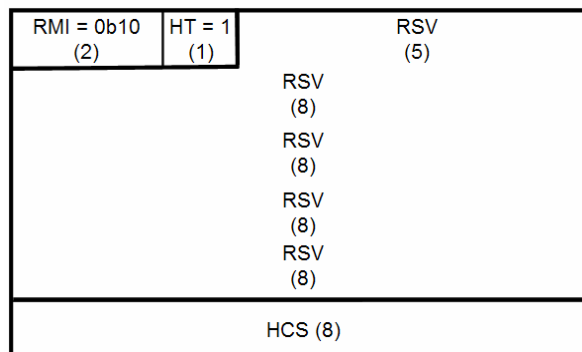 RMI = 0b10 HT = 1 RSV
(2) (1) (5)
RSV
(8)
RSV
(8)
RSV
(8)
RSV
(8)
HCS (8)